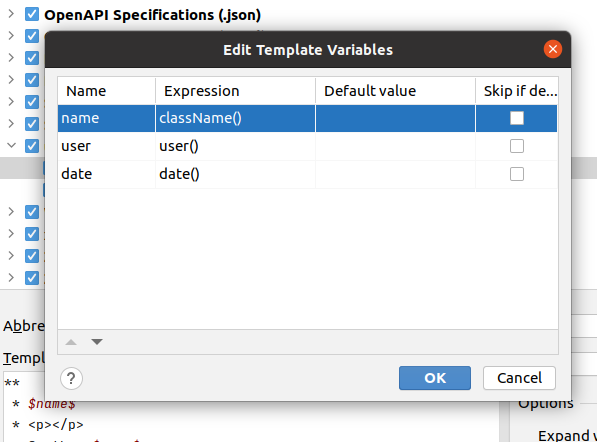 OpenAPI Specifications (.json)
Edit Template Variables
Name Expression Default value Skip if de...
name className()
user user()
date date()
Abbre
Templ
? OK Cancel
**
* $name$
* <p></p>
Options
Expand